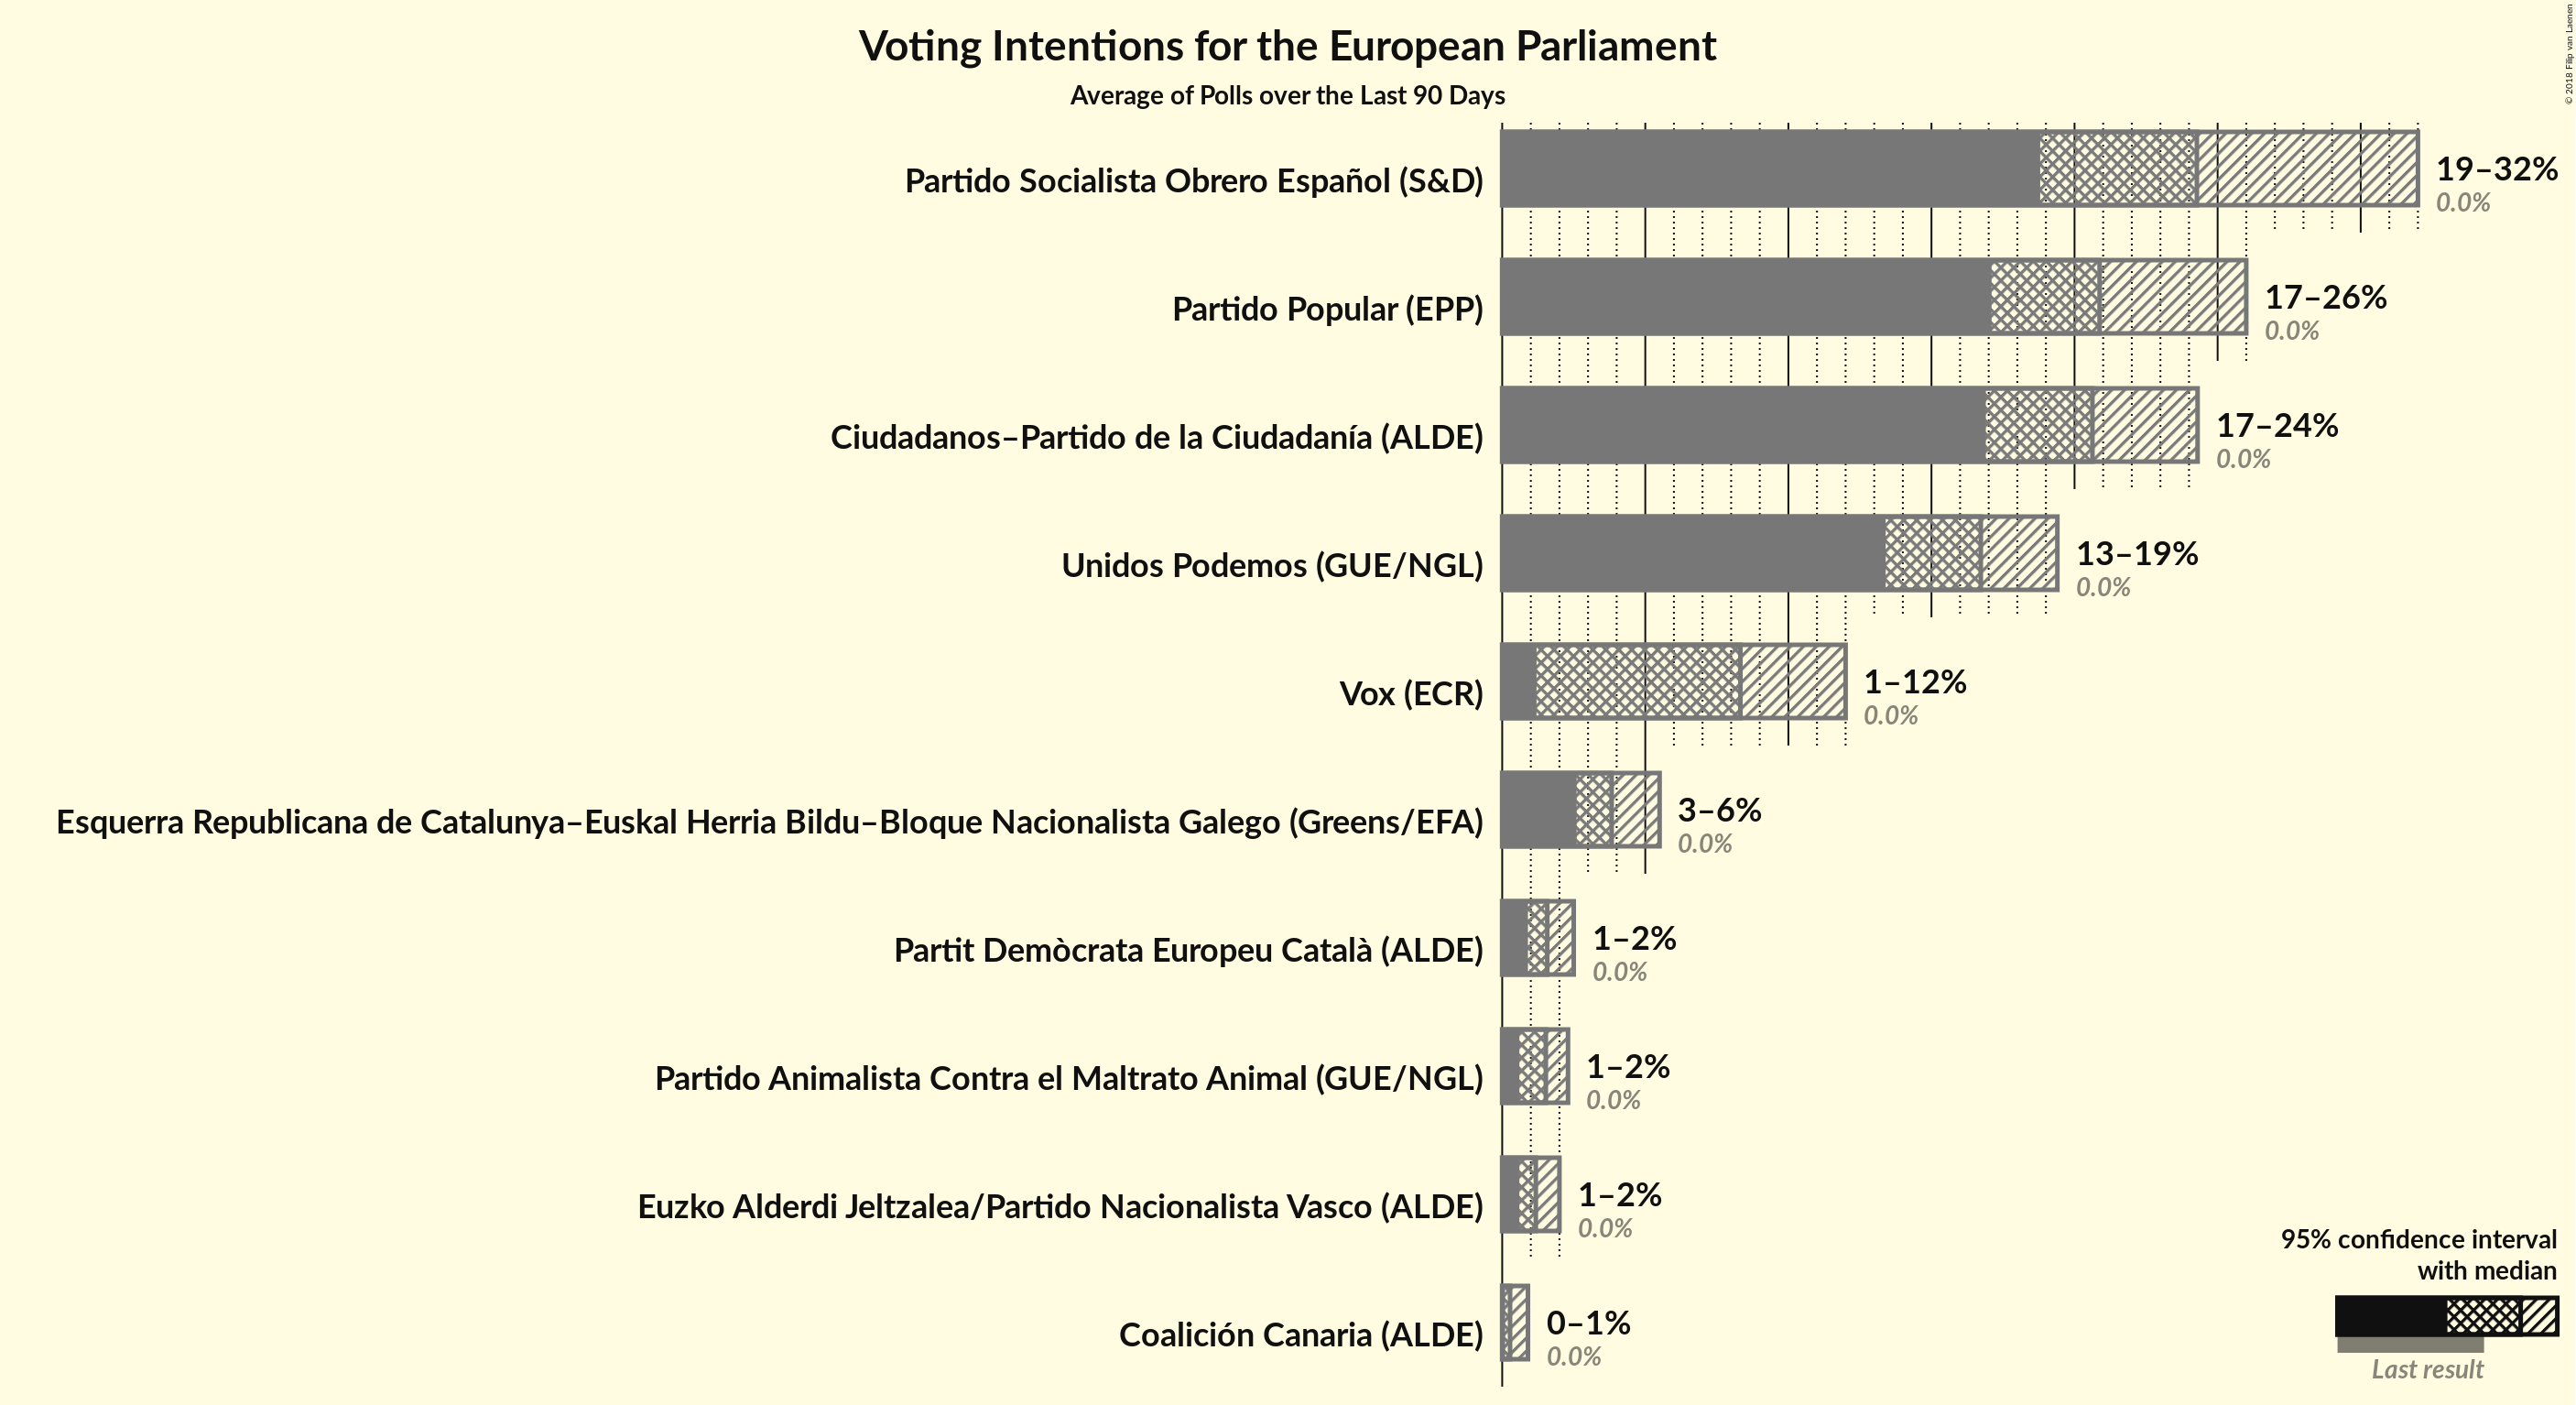 Voting Intentions for the European Parliament
Average of Polls over the Last 90 Days
© 2018 Filip van Laenen
Partido Socialista Obrero Español (S&D)
19–32%
0.0%
Partido Popular (EPP)
17–26%
0.0%
Ciudadanos–Partido de la Ciudadanía (ALDE)
17–24%
0.0%
Unidos Podemos (GUE/NGL)
13–19%
0.0%
Vox (ECR)
1–12%
0.0%
Esquerra Republicana de Catalunya–Euskal Herria Bildu–Bloque Nacionalista Galego (Greens/EFA)
3–6%
0.0%
Partit Demòcrata Europeu Català (ALDE)
1–2%
0.0%
Partido Animalista Contra el Maltrato Animal (GUE/NGL)
1–2%
0.0%
Euzko Alderdi Jeltzalea/Partido Nacionalista Vasco (ALDE)
1–2%
0.0%
Coalición Canaria (ALDE)
0–1%
0.0%
95% confidence interval
with median
Last result